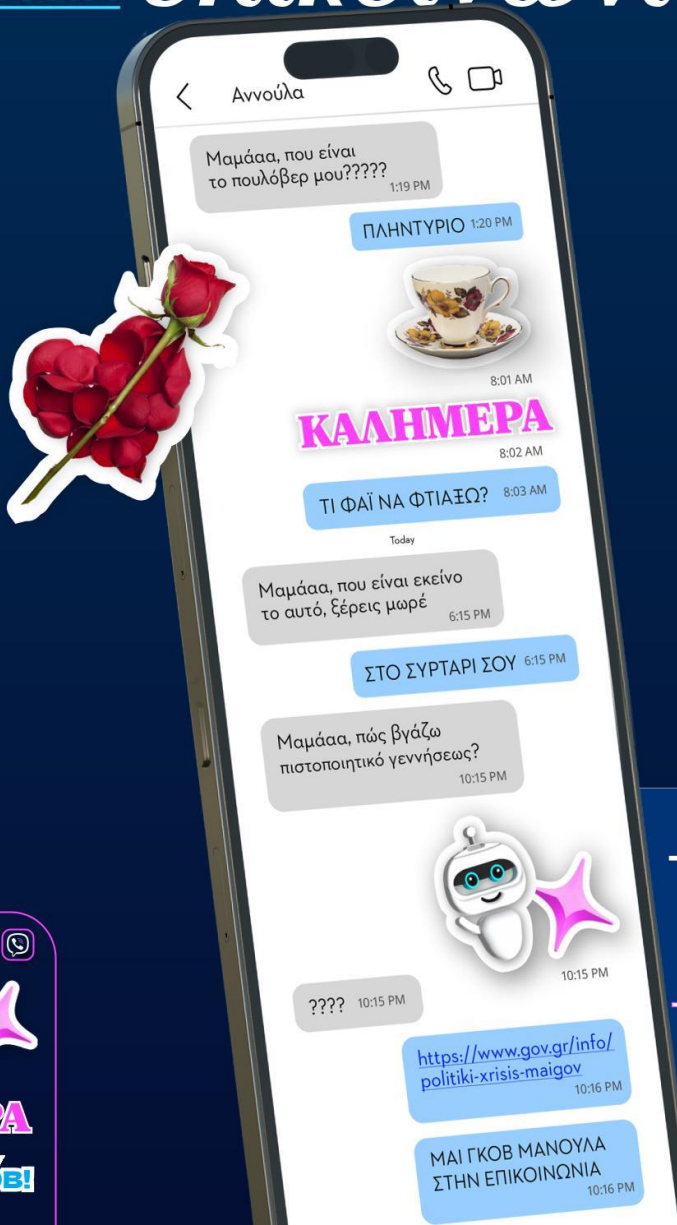 Αννούλα
Μαμάαα, που είναι
το πουλόβερ μου?????
1:19 PM
ΠΛΗΝΤΥΡΙΟ 1:20 PM
8:01 AM
ΚΑΛΗΜΕΡΑ
8:02 AM
ΤΙ ΦΑΪ ΝΑ ΦΤΙΑΞΩ? 8:03 AM
Today
Μαμάαα, που είναι εκείνο
το αυτό, ξέρεις μωρέ
6:15 PM
ΣΤΟ ΣΥΡΤΑΡΙ ΣΟΥ 6:15 PM
Μαμάαα, πώς βγάζω
πιστοποιητικό γεννήσεως?
10:15 PM
10:15 PM
???? 10:15 PM
https://www.gov.gr/info/
politiki-xrisis-maigov
10:16 PM
ΜΑΙ ΓΚΟΒ ΜΑΝΟΥΛΑ
ΣΤΗΝ ΕΠΙΚΟΙΝΩΝΙΑ
10:16 PM